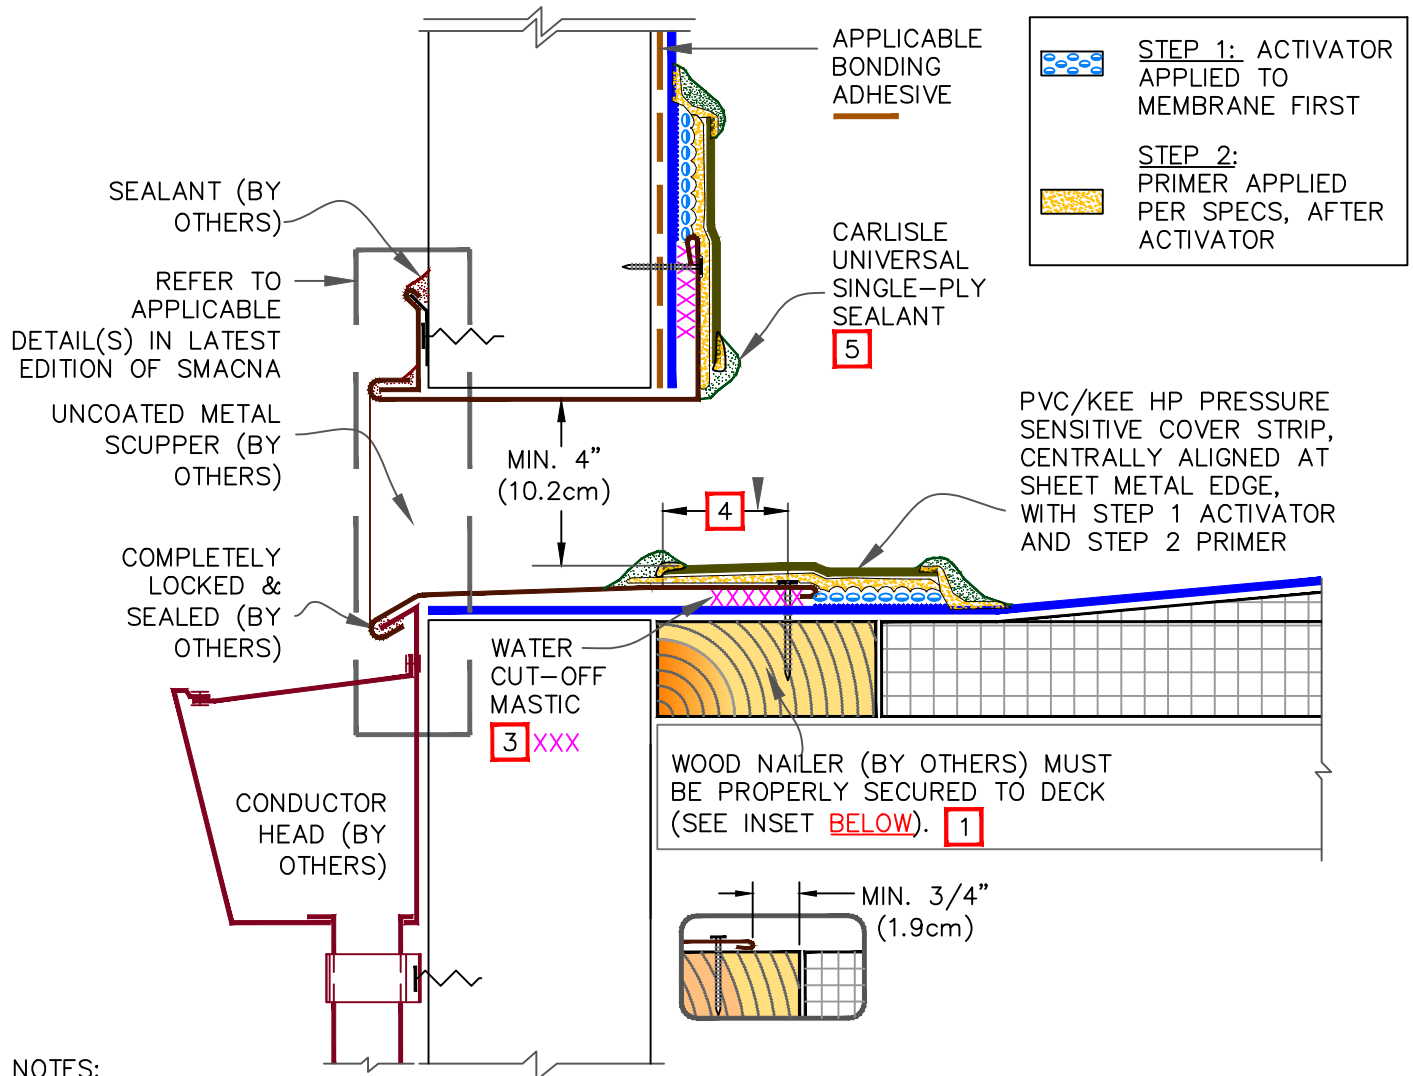 APPLICABLE
BONDING
ADHESIVE
STEP 1: ACTIVATOR
APPLIED TO
MEMBRANE FIRST
STEP 2:
PRIMER APPLIED
PER SPECS, AFTER
ACTIVATOR
SEALANT (BY
OTHERS)
REFER TO
APPLICABLE
DETAIL(S) IN LATEST
EDITION OF SMACNA
CARLISLE
UNIVERSAL
SINGLE-PLY
SEALANT
5
UNCOATED METAL
SCUPPER (BY
OTHERS)
MIN. 4”
(10.2cm)
4
PVC/KEE HP PRESSURE
SENSITIVE COVER STRIP,
CENTRALLY ALIGNED AT
SHEET METAL EDGE,
WITH STEP 1 ACTIVATOR
AND STEP 2 PRIMER
COMPLETELY
LOCKED &
SEALED (BY
OTHERS)
WATER
CUT-OFF
MASTIC
3 XXX
WOOD NAILER (BY OTHERS) MUST
BE PROPERLY SECURED TO DECK
(SEE INSET BELOW). 1
CONDUCTOR
HEAD (BY
OTHERS)
MIN. 3/4”
(1.9cm)
NOTES: